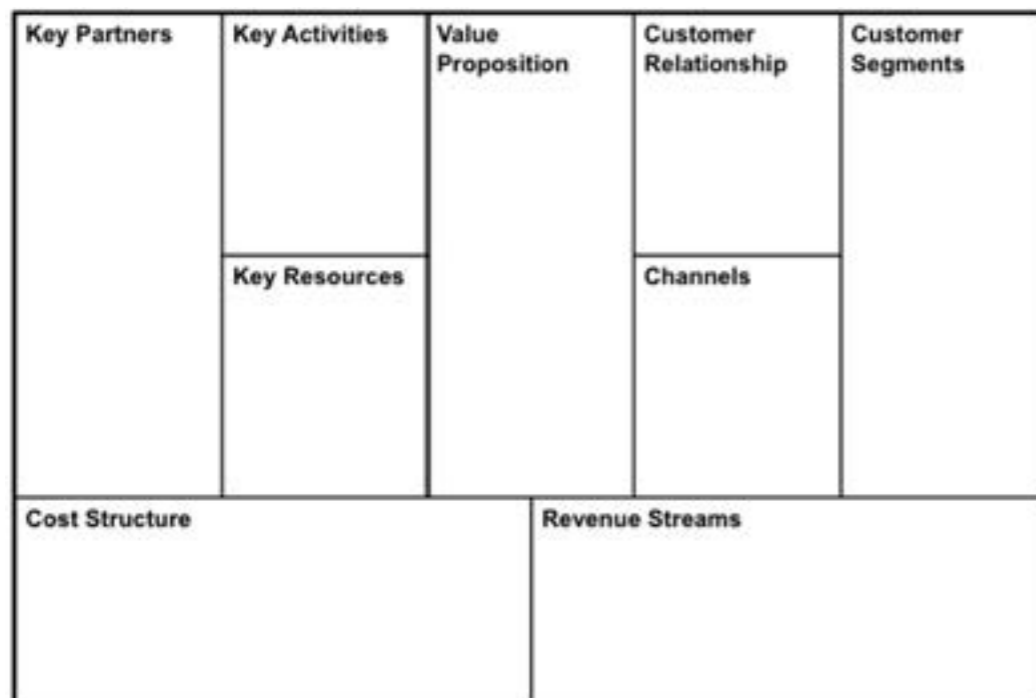 Key Partners
Key Activities
Key Resources
Value
Proposition
Customer
Relationship
Channels
Customer
Segments
Cost Structure
Revenue Streams